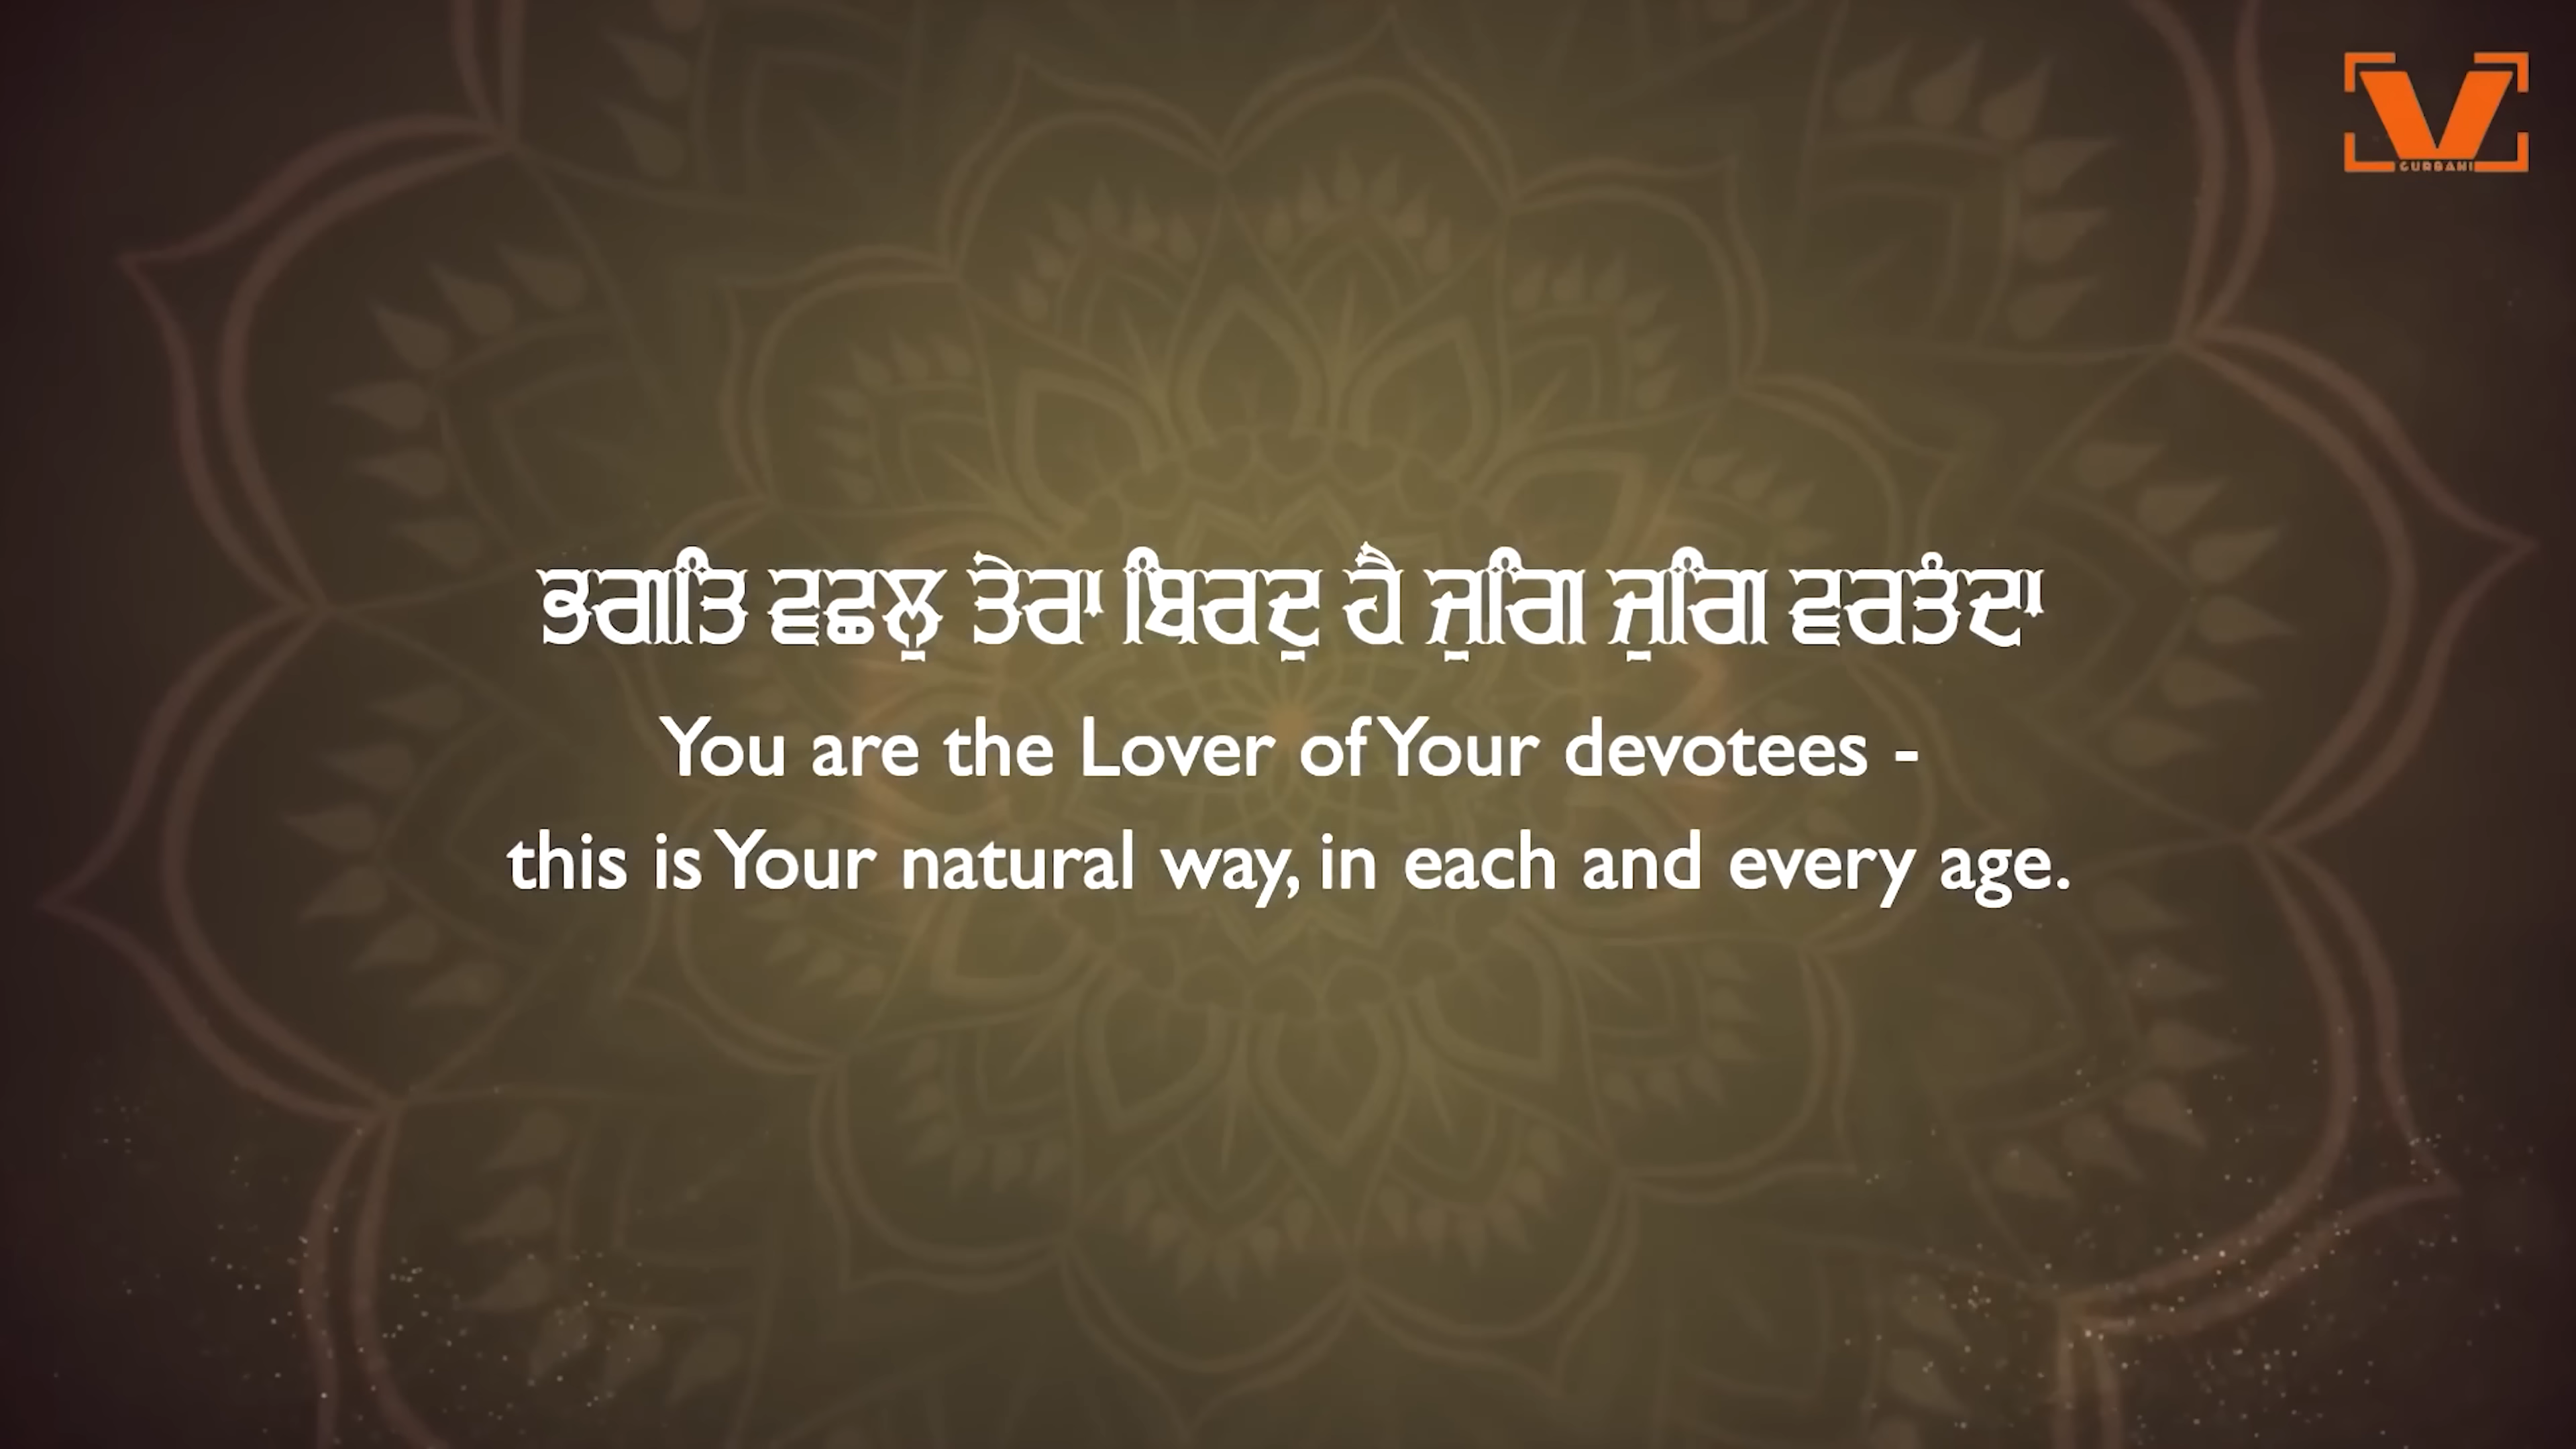 V
GURBANI
ਭਗਤਿ ਵਛਲੁ ਤੇਰਾ ਬਿਰਦੁ ਹੈ ਜੁਗਿ ਜੁਗਿ ਵਰਤੰਦਾ
You are the Lover of Your devotees -
this is Your natural way, in each and every age.